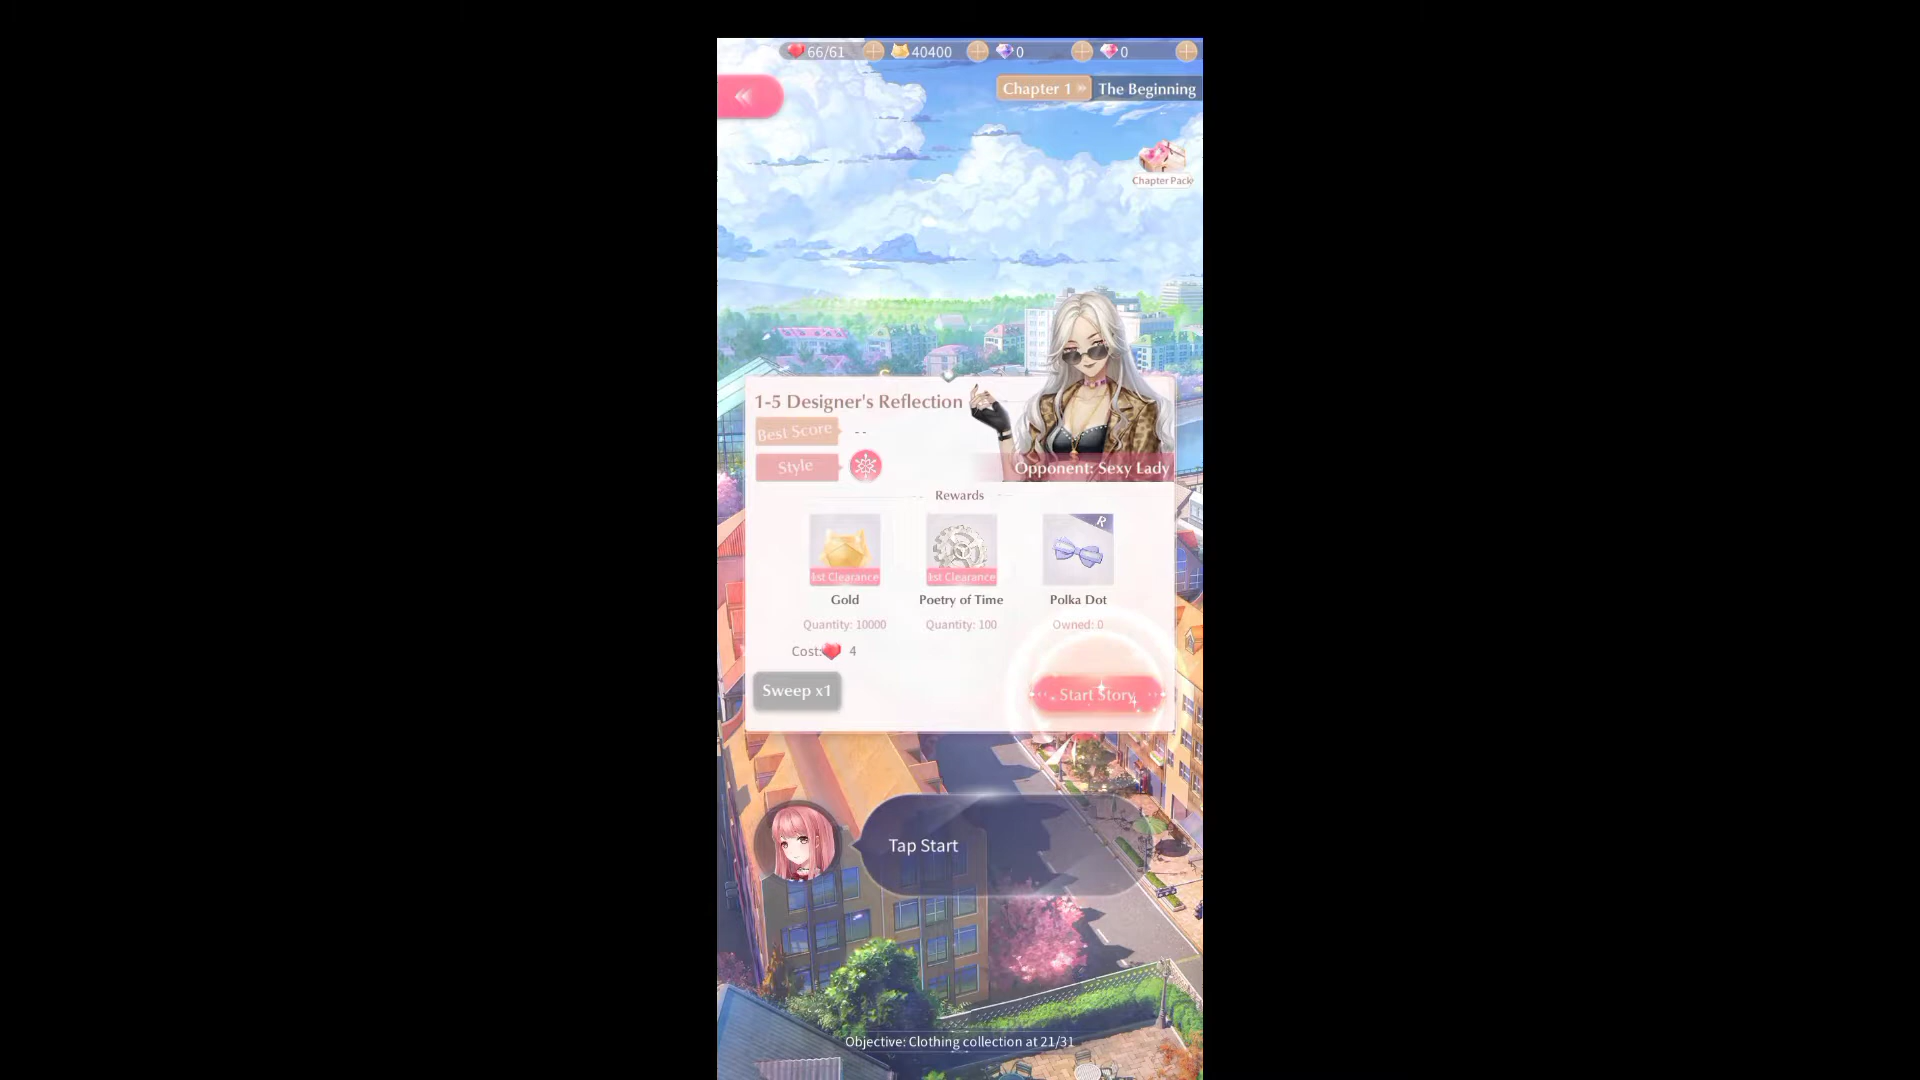 66/61
40400
0
0
Chapter 1
The Beginning
Chapter Pack
1-5 Designer's Reflection
Best Score
--
Style
Opponent: Sexy Lady
Rewards
R
1st Clearance
1st Clearance
Gold
Poetry of Time
Polka Dot
Quantity: 10000
Quantity: 100
Owned: 0
Cost: 4
Sweep x1
Start Story
Tap Start
Objective: Clothing collection at 21/31